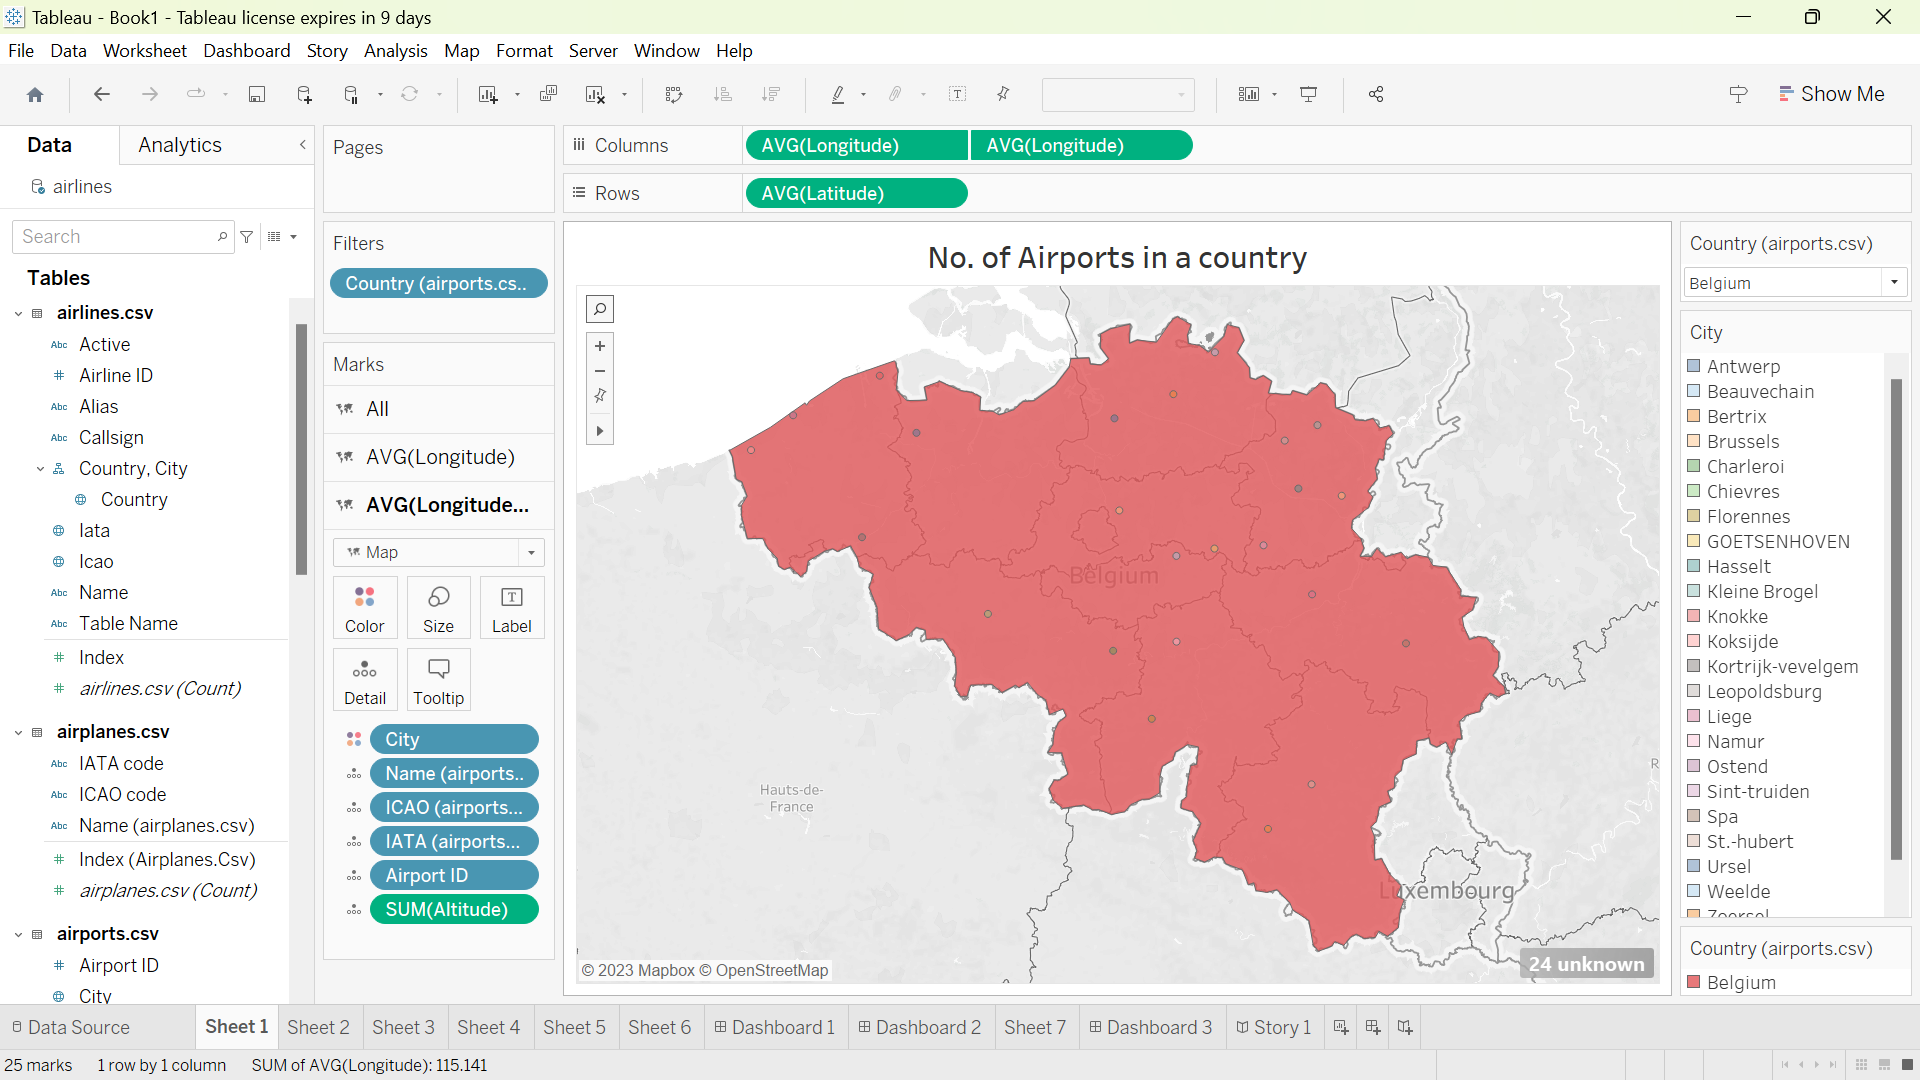 Tableau - Book1 - Tableau license expires in 9 days
File Data Worksheet Dashboard Story Analysis Map Format Server Window Help
Show Me
Data Analytics
airlines
Search
Tables
airlines.csv
Abc Active
# Airline ID
Abc Alias
Abc Callsign
Country, City
Country
Iata
Icao
Abc Name
Abc Table Name
# Index
# airlines.csv (Count)
airplanes.csv
Abc IATA code
Abc ICAO code
Abc Name (airplanes.csv)
# Index (Airplanes.Csv)
# airplanes.csv (Count)
airports.csv
# Airport ID
City
Pages
Filters
Country (airports.cs..
Marks
All
AVG(Longitude)
AVG(Longitude...
Map
Color Size Label
Detail Tooltip
City
Name (airports..
ICAO (airports...
IATA (airports...
Airport ID
SUM(Altitude)
Columns AVG(Longitude) AVG(Longitude)
Rows AVG(Latitude)
No. of Airports in a country
Belgium
Hauts-de-
France
Luxembourg
R
© 2023 Mapbox © OpenStreetMap
24 unknown
Country (airports.csv)
Belgium
City
Antwerp
Beauvechain
Bertrix
Brussels
Charleroi
Chievres
Florennes
GOETSENHOVEN
Hasselt
Kleine Brogel
Knokke
Koksijde
Kortrijk-vevelgem
Leopoldsburg
Liege
Namur
Ostend
Sint-truiden
Spa
St.-hubert
Ursel
Weelde
Zoersel
Country (airports.csv)
Belgium
Data Source Sheet 1 Sheet 2 Sheet 3 Sheet 4 Sheet 5 Sheet 6 Dashboard 1 Dashboard 2 Sheet 7 Dashboard 3 Story 1
25 marks 1 row by 1 column SUM of AVG(Longitude): 115.141